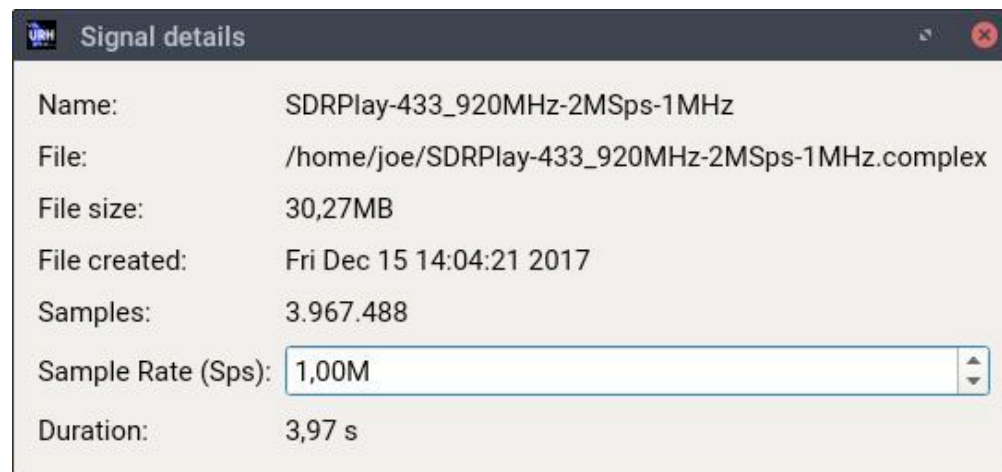 URH Signal details
Name: SDRPlay-433_920MHz-2MSps-1MHz
File: /home/joe/SDRPlay-433_920MHz-2MSps-1MHz.complex
File size: 30,27MB
File created: Fri Dec 15 14:04:21 2017
Samples: 3.967.488
Sample Rate (Sps): 1,00M
Duration: 3,97 s